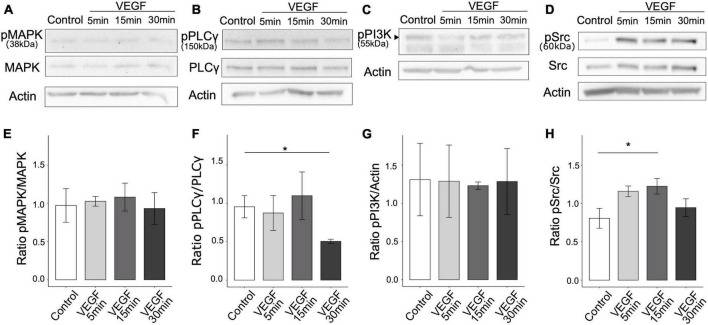 A
VEGF
Control 5min 15min 30min
pMAPK
(38kDa)
MAPK
Actin
B
VEGF
Control 5min 15min 30min
pPLCγ
(150kDa)
PLCγ
Actin
C
VEGF
Control 5min 15min 30min
pPI3K
(55kDa)
Actin
D
VEGF
Control 5min 15min 30min
pSrc
(60kDa)
Src
Actin
E
Ratio pMAPK/MAPK
1.5
1.0
0.5
0.0
Control
VEGF
5min
VEGF
15min
VEGF
30min
F
Ratio pPLCγ/PLCγ
1.5
1.0
0.5
0.0
*
Control
VEGF
5min
VEGF
15min
VEGF
30min
G
Ratio pPI3K/Actin
1.5
1.0
0.5
0.0
Control
VEGF
5min
VEGF
15min
VEGF
30min
H
Ratio pSrc/Src
1.5
1.0
0.5
0.0
*
Control
VEGF
5min
VEGF
15min
VEGF
30min